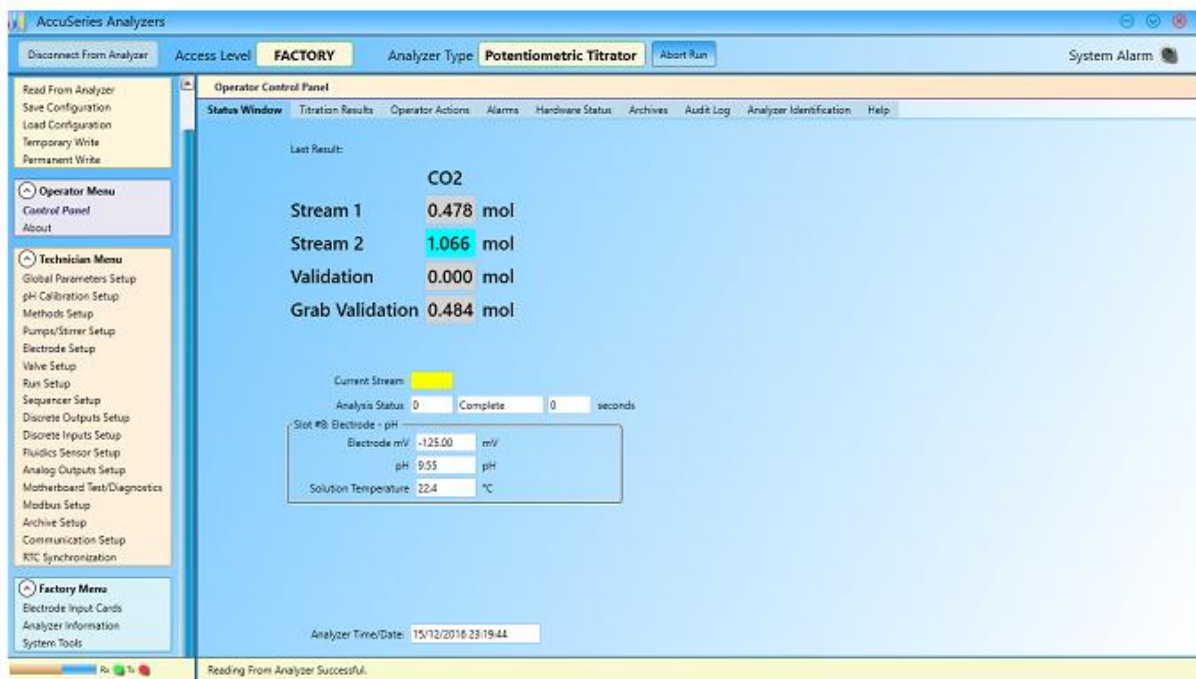 AccuSeries Analyzers
Disconnect From Analyzer Access Level FACTORY Analyzer Type Potentiometric Titrator Abort Run System Alarm
Read From Analyzer
Save Configuration
Load Configuration
Temporary Write
Permanent Write
Operator Menu
Control Panel
About
Technician Menu
Global Parameters Setup
pH Calibration Setup
Methods Setup
Pumps/Stirrer Setup
Electrode Setup
Valve Setup
Run Setup
Sequencer Setup
Discrete Outputs Setup
Discrete Inputs Setup
Fluidics Sensor Setup
Analog Outputs Setup
Motherboard Test/Diagnostics
Modbus Setup
Archive Setup
Communication Setup
RTC Synchronization
Factory Menu
Electrode Input Cards
Analyzer Information
System Tools
Rx Tx
Operator Control Panel
Status Window Titration Results Operator Actions Alarms Hardware Status Archives Audit Log Analyzer Identification Help
Last Result:
CO2
Stream 1 0.478 mol
Stream 2 1.066 mol
Validation 0.000 mol
Grab Validation 0.484 mol
Current Stream
Analysis Status 0 Complete 0 seconds
Slot #8: Electrode - pH
Electrode mV -125.00 mV
pH 9.55 pH
Solution Temperature 22.4 °C
Analyzer Time/Date 15/12/2016 23:19:44
Reading From Analyzer Successful.